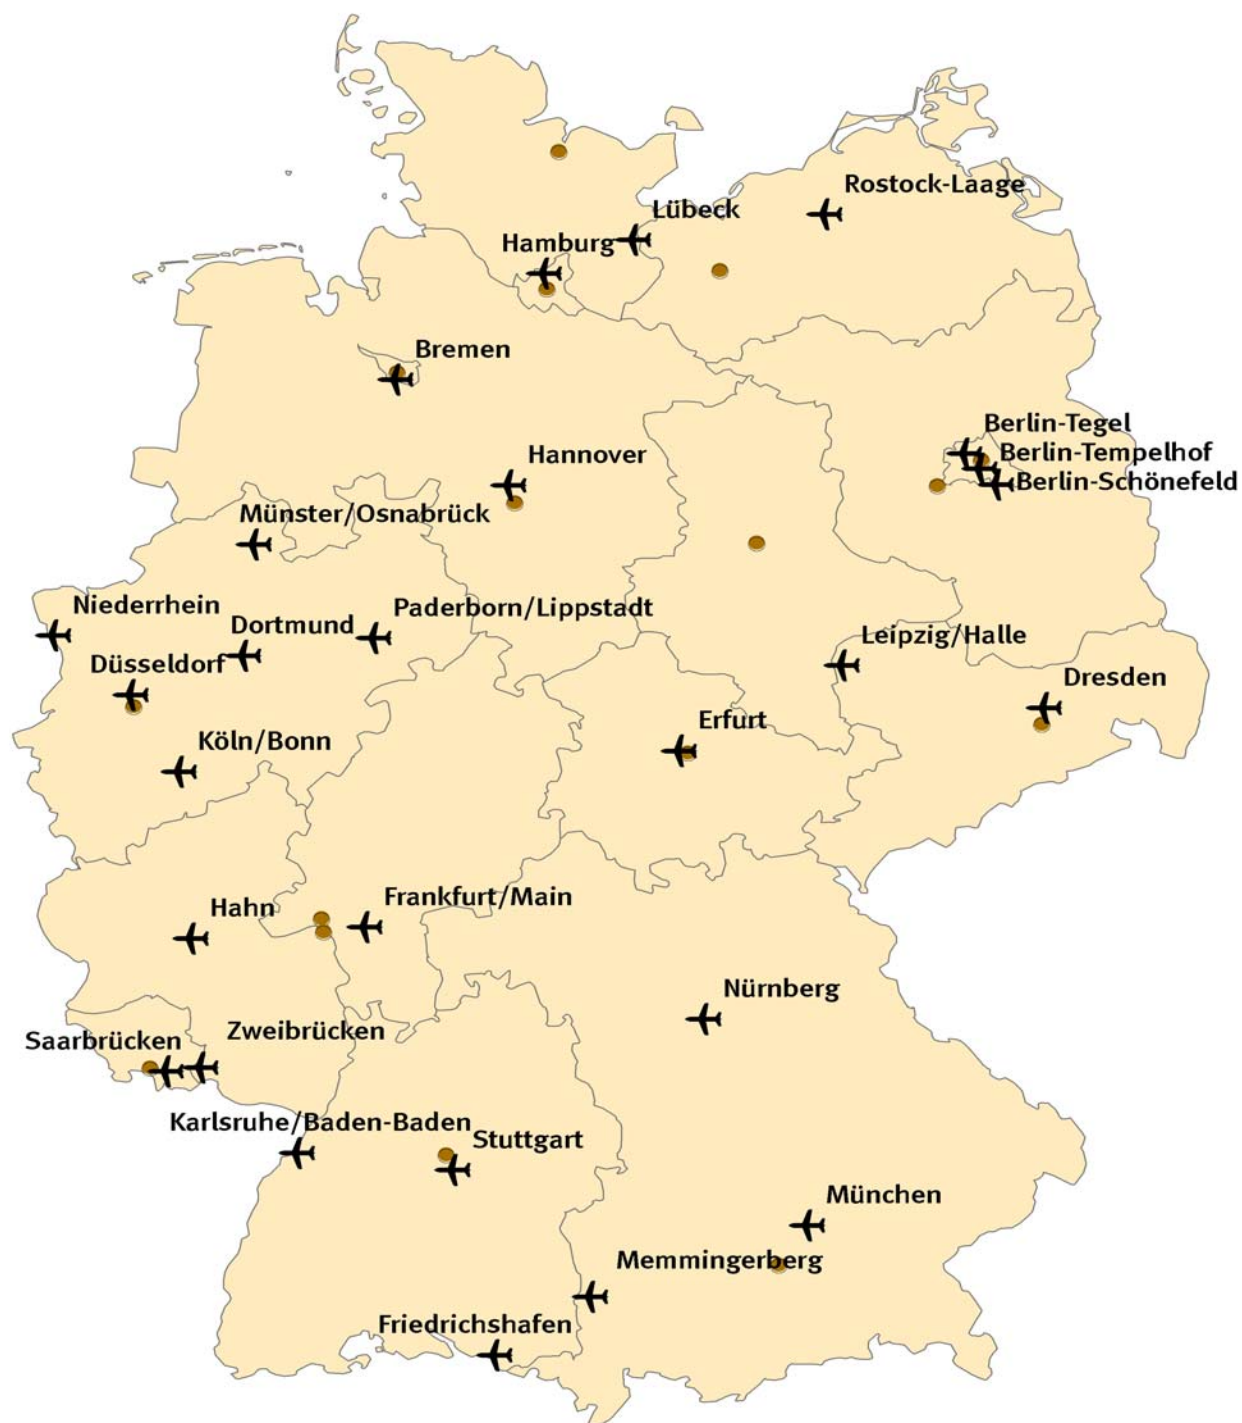 Rostock-Laage
Lübeck
Hamburg
Bremen
Berlin-Tegel
Berlin-Tempelhof
Hannover
Berlin-Schönefeld
Münster/Osnabrück
Niederrhein
Paderborn/Lippstadt
Dortmund
Leipzig/Halle
Düsseldorf
Dresden
Erfurt
Köln/Bonn
Frankfurt/Main
Hahn
Nürnberg
Zweibrücken
Saarbrücken
Karlsruhe/Baden-Baden
Stuttgart
München
Memmingerberg
Friedrichshafen